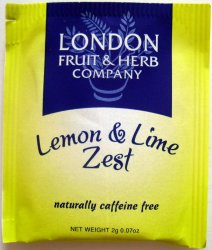 LONDON
FRUIT & HERB
COMPANY
Lemon & Lime
Zest
naturally caffeine free
NET WEIGHT 2g 0.07oz